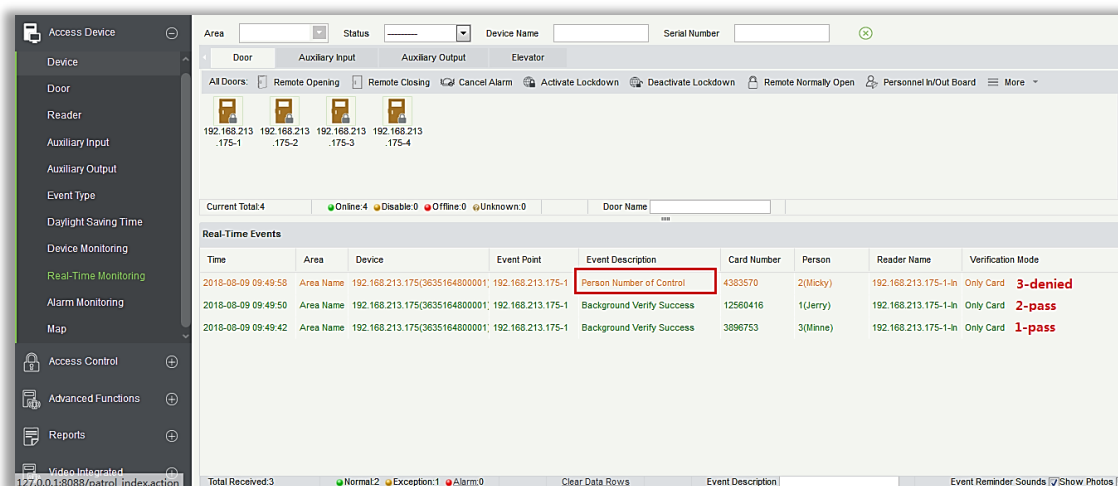 Access Device
Device
Door
Reader
Auxiliary Input
Auxiliary Output
Event Type
Daylight Saving Time
Device Monitoring
Real-Time Monitoring
Alarm Monitoring
Map
Access Control
Advanced Functions
Reports
Video Integrated
127.0.0.1:8088/patrol_index.action
Area Status ——— Device Name Serial Number
Door Auxiliary Input Auxiliary Output Elevator
All Doors: Remote Opening Remote Closing Cancel Alarm Activate Lockdown Deactivate Lockdown Remote Normally Open Personnel In/Out Board More
192.168.213 192.168.213 192.168.213 192.168.213
.175-1 .175-2 .175-3 .175-4
Current Total:4 Online:4 Disable:0 Offline:0 Unknown:0 Door Name
Real-Time Events
Time Area Device Event Point Event Description Card Number Person Reader Name Verification Mode
2018-08-09 09:49:58 Area Name 192.168.213.175(3635164800001) 192.168.213.175-1 Person Number of Control 4383570 2(Micky) 192.168.213.175-1-In Only Card 3-denied
2018-08-09 09:49:50 Area Name 192.168.213.175(3635164800001) 192.168.213.175-1 Background Verify Success 12560416 1(Jerry) 192.168.213.175-1-In Only Card 2-pass
2018-08-09 09:49:42 Area Name 192.168.213.175(3635164800001) 192.168.213.175-1 Background Verify Success 3896753 3(Minne) 192.168.213.175-1-In Only Card 1-pass
Total Received:3 Normal:2 Exception:1 Alarm:0 Clear Data Rows Event Description Event Reminder Sounds Show Photos